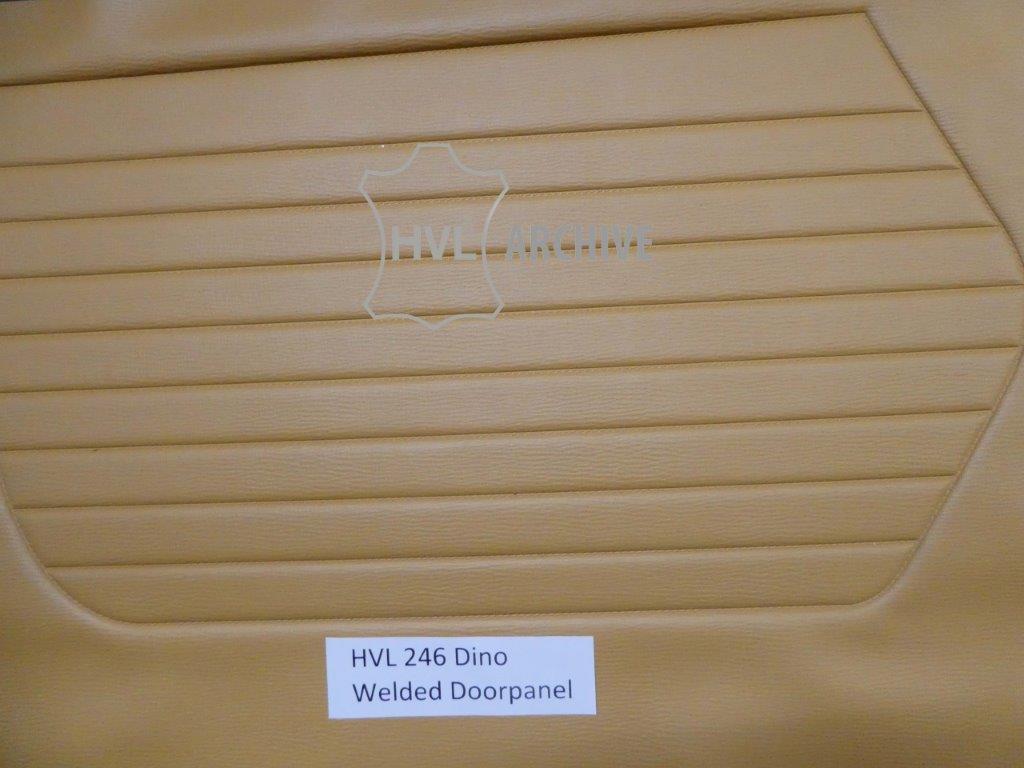 HVL ARCHIVE
HVL 246 Dino
Welded Doorpanel